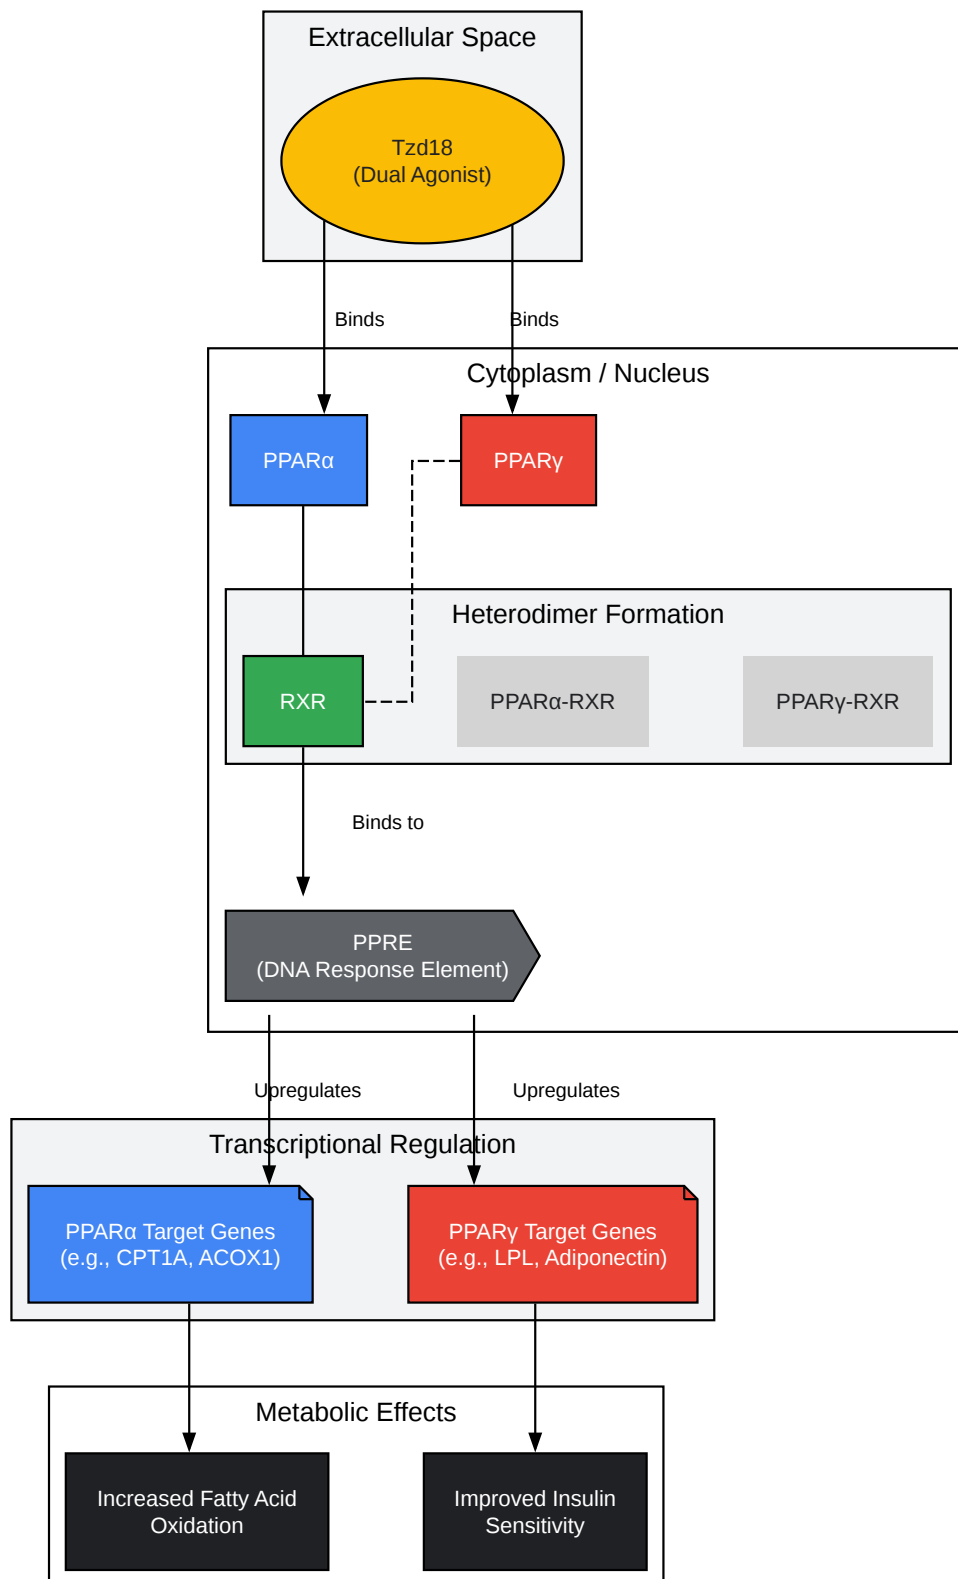 Extracellular Space
Tzd18
(Dual Agonist)
Binds
Binds
Cytoplasm / Nucleus
PPARα
PPARγ
Heterodimer Formation
RXR
PPARα-RXR
PPARγ-RXR
Binds to
PPRE
(DNA Response Element)
Upregulates
Upregulates
Transcriptional Regulation
PPARα Target Genes
(e.g., CPT1A, ACOX1)
PPARγ Target Genes
(e.g., LPL, Adiponectin)
Metabolic Effects
Increased Fatty Acid
Oxidation
Improved Insulin
Sensitivity